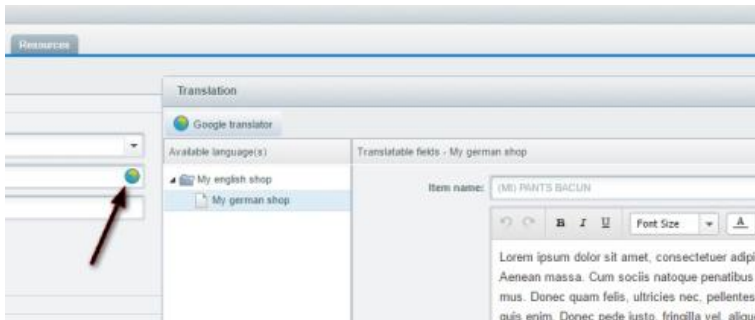 Resources
Translation
Google translator
Available language(s)
Translatable fields - My german shop
My english shop
My german shop
Item name:
(MI) PANTS BACUN
B I U Font Size A
Lorem ipsum dolor sit amet, consectetuer adipi
Aenean massa. Cum sociis natoque penatibus
mus. Donec quam felis, ultricies nec, pellentes
quis enim. Donec pede justo, fringilla vel, aliqu